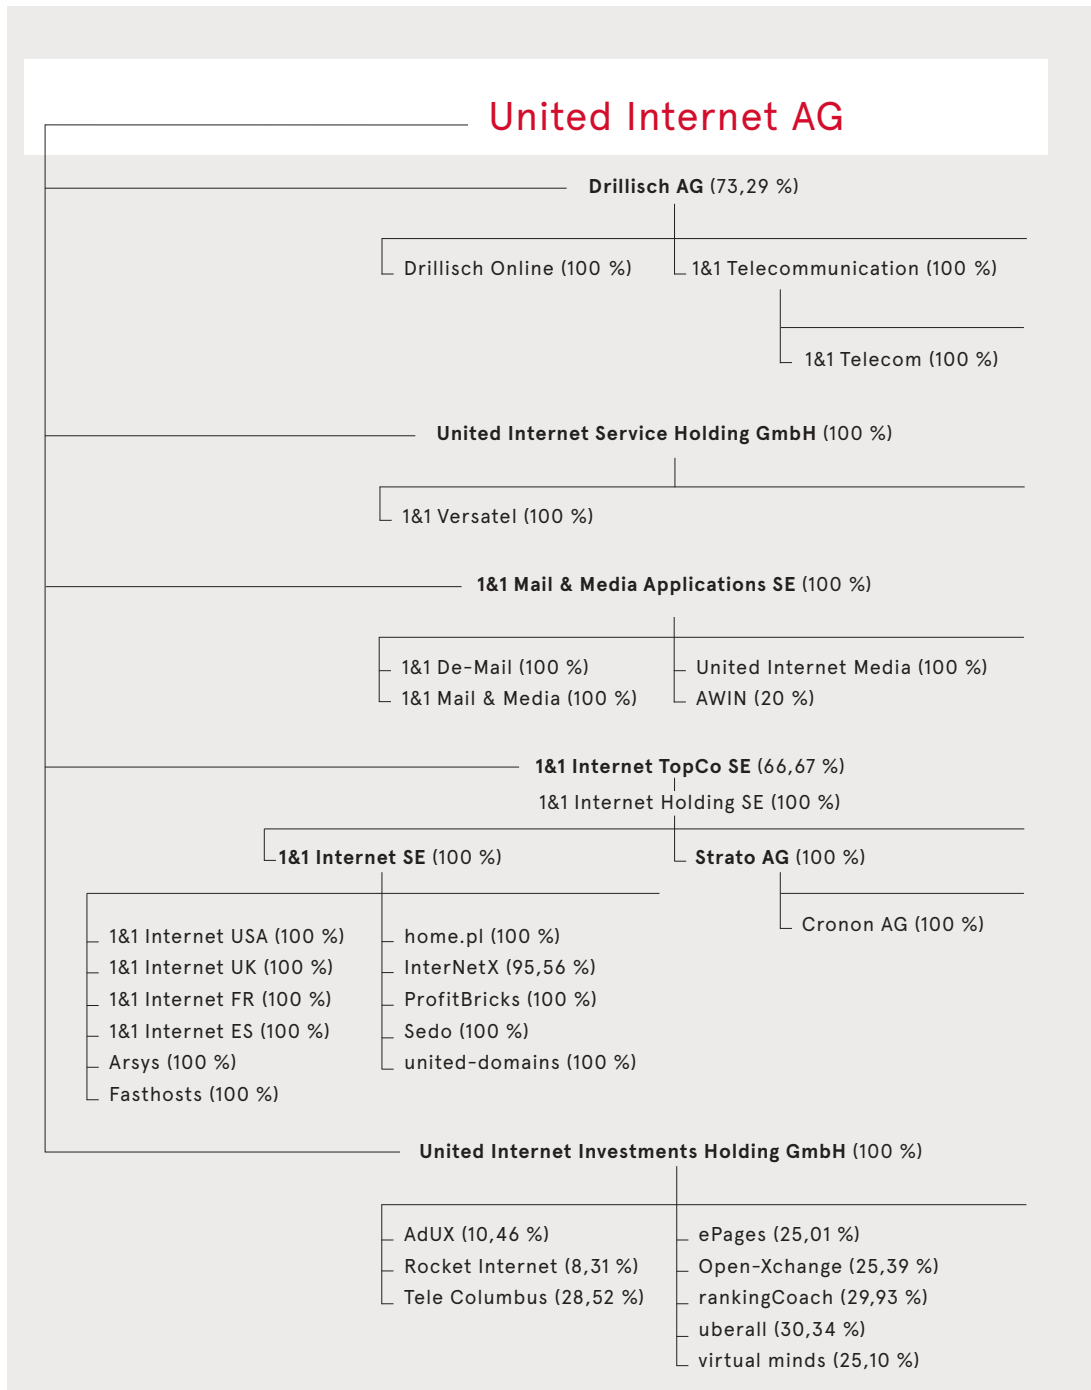 United Internet AG
Drillisch AG (73,29 %)
Drillisch Online (100 %)
1&1 Telecommunication (100 %)
1&1 Telecom (100 %)
United Internet Service Holding GmbH (100 %)
1&1 Versatel (100 %)
1&1 Mail & Media Applications SE (100 %)
1&1 De-Mail (100 %)
1&1 Mail & Media (100 %)
United Internet Media (100 %)
AWIN (20 %)
1&1 Internet TopCo SE (66,67 %)
1&1 Internet Holding SE (100 %)
1&1 Internet SE (100 %)
Strato AG (100 %)
Cronon AG (100 %)
1&1 Internet USA (100 %)
1&1 Internet UK (100 %)
1&1 Internet FR (100 %)
1&1 Internet ES (100 %)
Arsys (100 %)
Fasthosts (100 %)
home.pl (100 %)
InterNetX (95,56 %)
ProfitBricks (100 %)
Sedo (100 %)
united-domains (100 %)
United Internet Investments Holding GmbH (100 %)
AdUX (10,46 %)
Rocket Internet (8,31 %)
Tele Columbus (28,52 %)
ePages (25,01 %)
Open-Xchange (25,39 %)
rankingCoach (29,93 %)
uberall (30,34 %)
virtual minds (25,10 %)